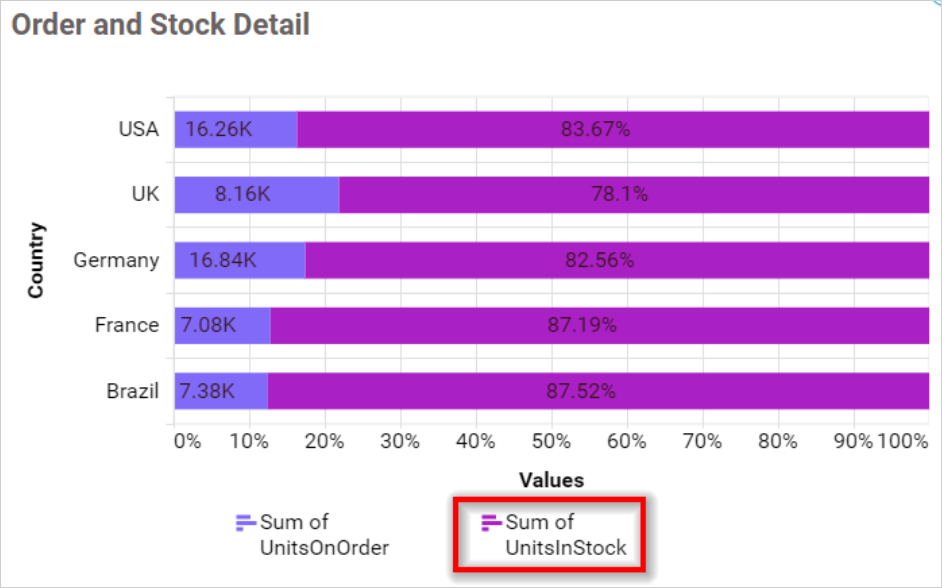 Order and Stock Detail
USA 16.26K 83.67%
UK 8.16K 78.1%
Germany 16.84K 82.56%
France 7.08K 87.19%
Brazil 7.38K 87.52%
Country
0% 10% 20% 30% 40% 50% 60% 70% 80% 90% 100%
Values
Sum of UnitsOnOrder
Sum of UnitsInStock